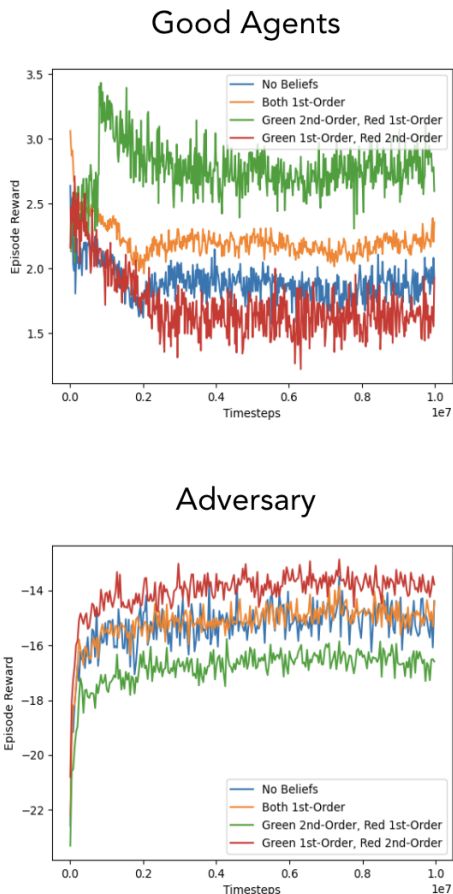 Good Agents
3.5
3.0
2.5
2.0
1.5
Episode Reward
No Beliefs
Both 1st-Order
Green 2nd-Order, Red 1st-Order
Green 1st-Order, Red 2nd-Order
0.0 0.2 0.4 0.6 0.8 1.0
Timesteps
1e7
Adversary
−14
−16
−18
−20
−22
Episode Reward
No Beliefs
Both 1st-Order
Green 2nd-Order, Red 1st-Order
Green 1st-Order, Red 2nd-Order
0.0 0.2 0.4 0.6 0.8 1.0
Timesteps
1e7